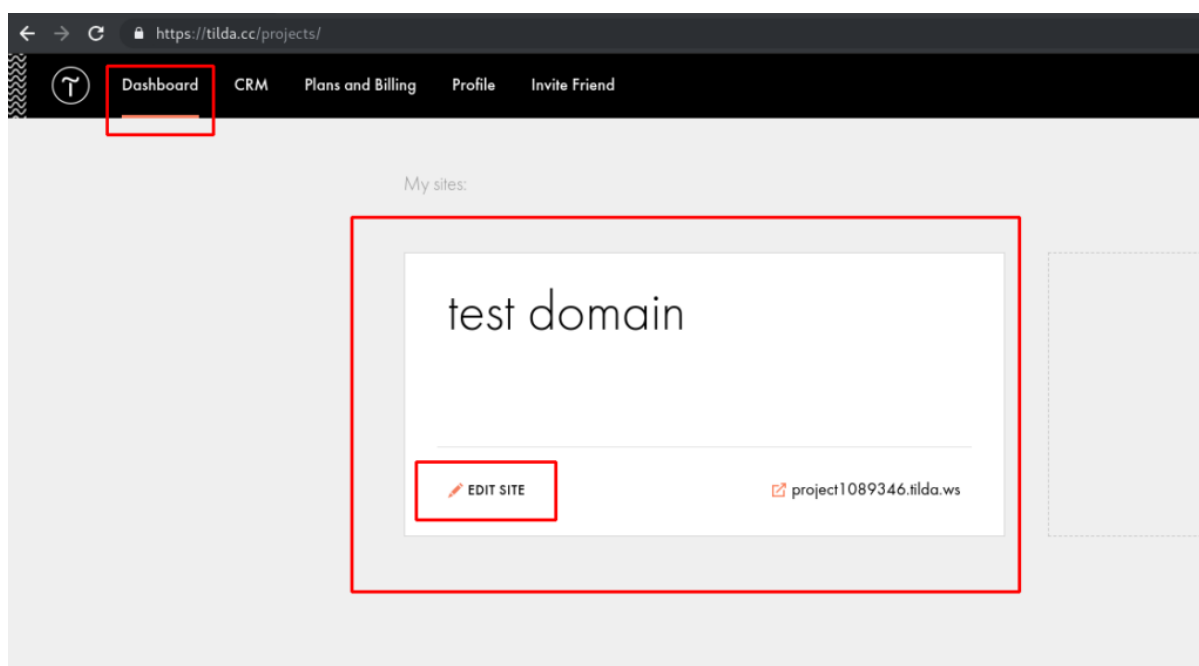 https://tilda.cc/projects/
Dashboard CRM Plans and Billing Profile Invite Friend
My sites:
test domain
EDIT SITE project1089346.tilda.ws